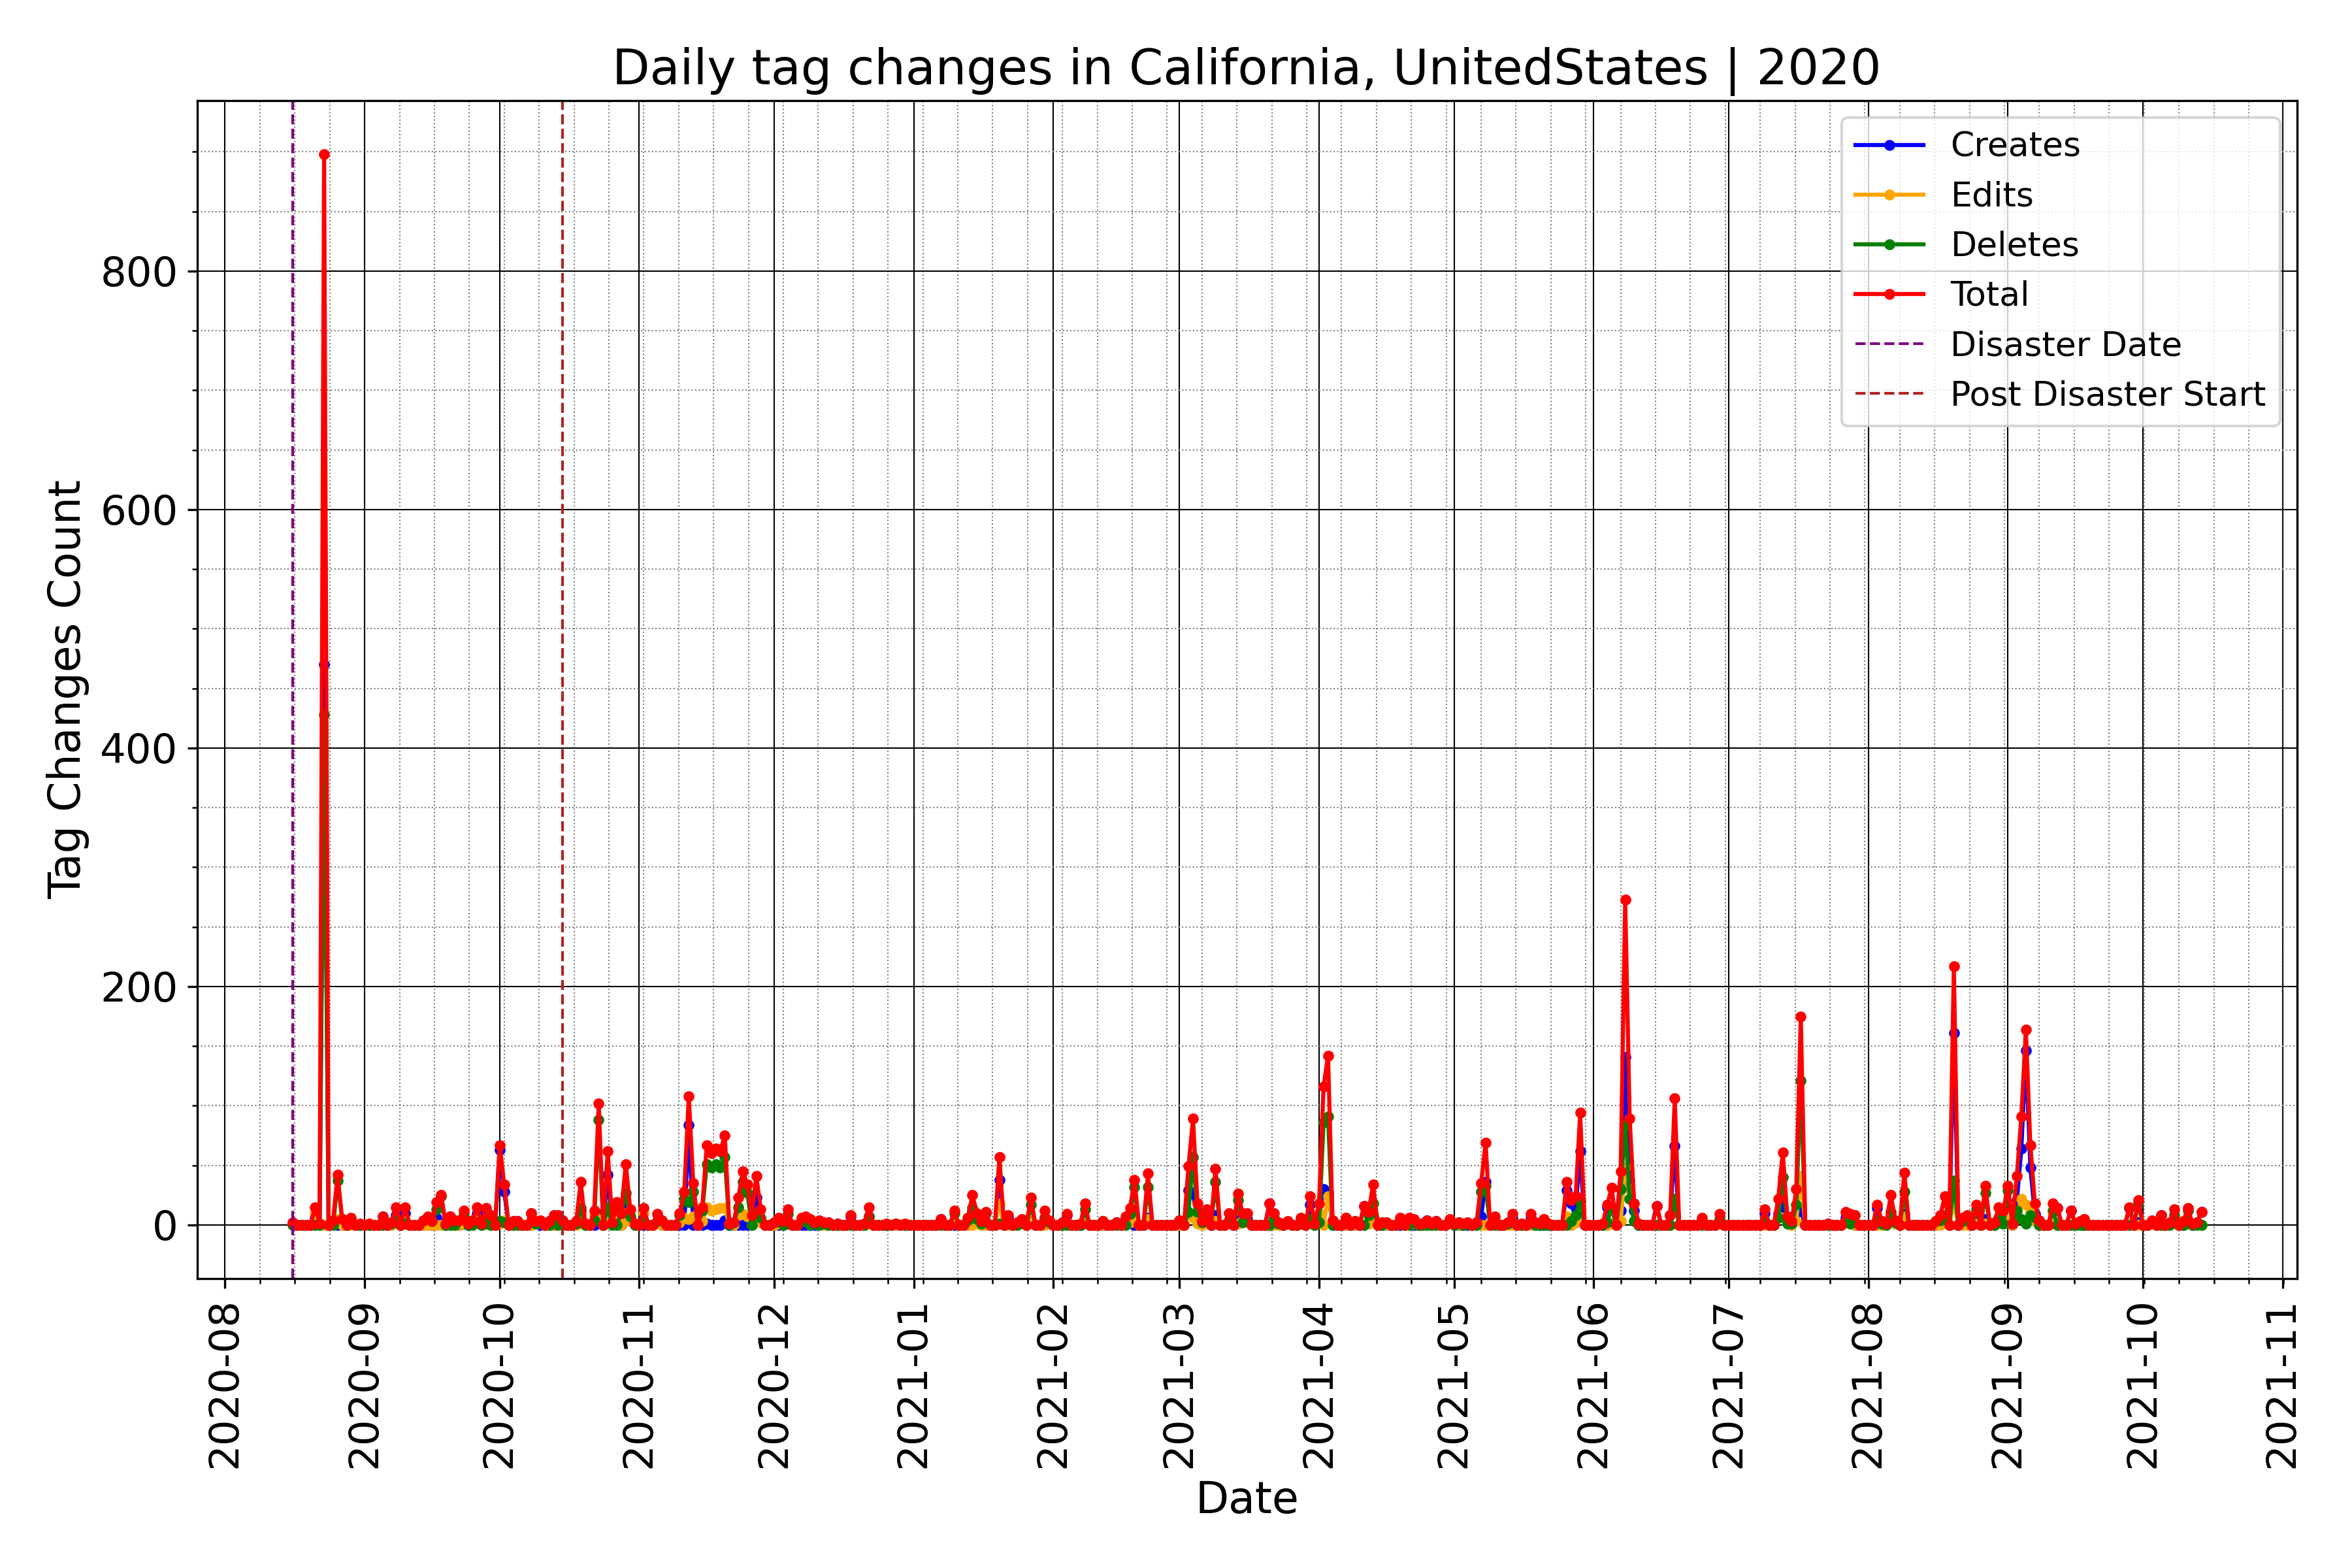 Daily tag changes in California, UnitedStates | 2020
Creates
Edits
Deletes
Total
Disaster Date
Post Disaster Start
Tag Changes Count
800
600
400
200
0
2020-08
2020-09
2020-10
2020-11
2020-12
2021-01
2021-02
2021-03
2021-04
2021-05
2021-06
2021-07
2021-08
2021-09
2021-10
2021-11
Date